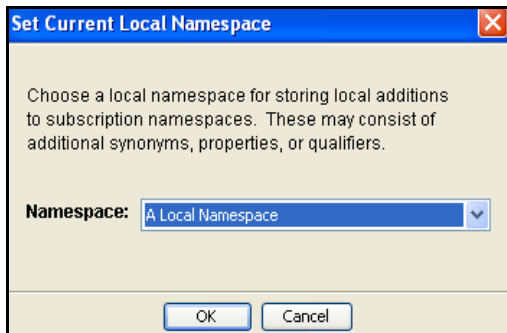 Set Current Local Namespace
Choose a local namespace for storing local additions
to subscription namespaces.  These may consist of
additional synonyms, properties, or qualifiers.
Namespace: A Local Namespace
OK Cancel